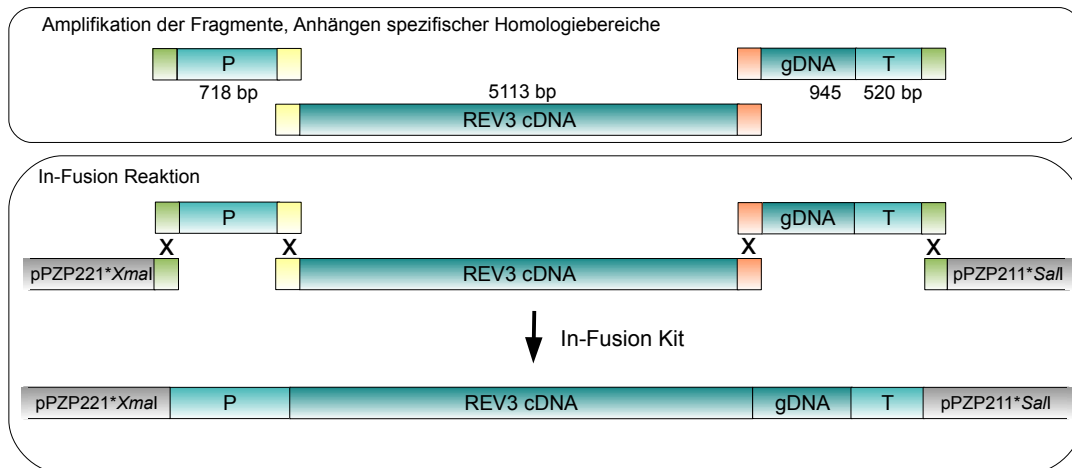 Amplifikation der Fragmente, Anhängen spezifischer Homologiebereiche
P
gDNA
T
718 bp
5113 bp
945
520 bp
REV3 cDNA
In-Fusion Reaktion
P
gDNA
T
X
X
X
X
pPZP221*XmaI
REV3 cDNA
pPZP211*SalI
In-Fusion Kit
pPZP221*XmaI
P
REV3 cDNA
gDNA
T
pPZP211*SalI